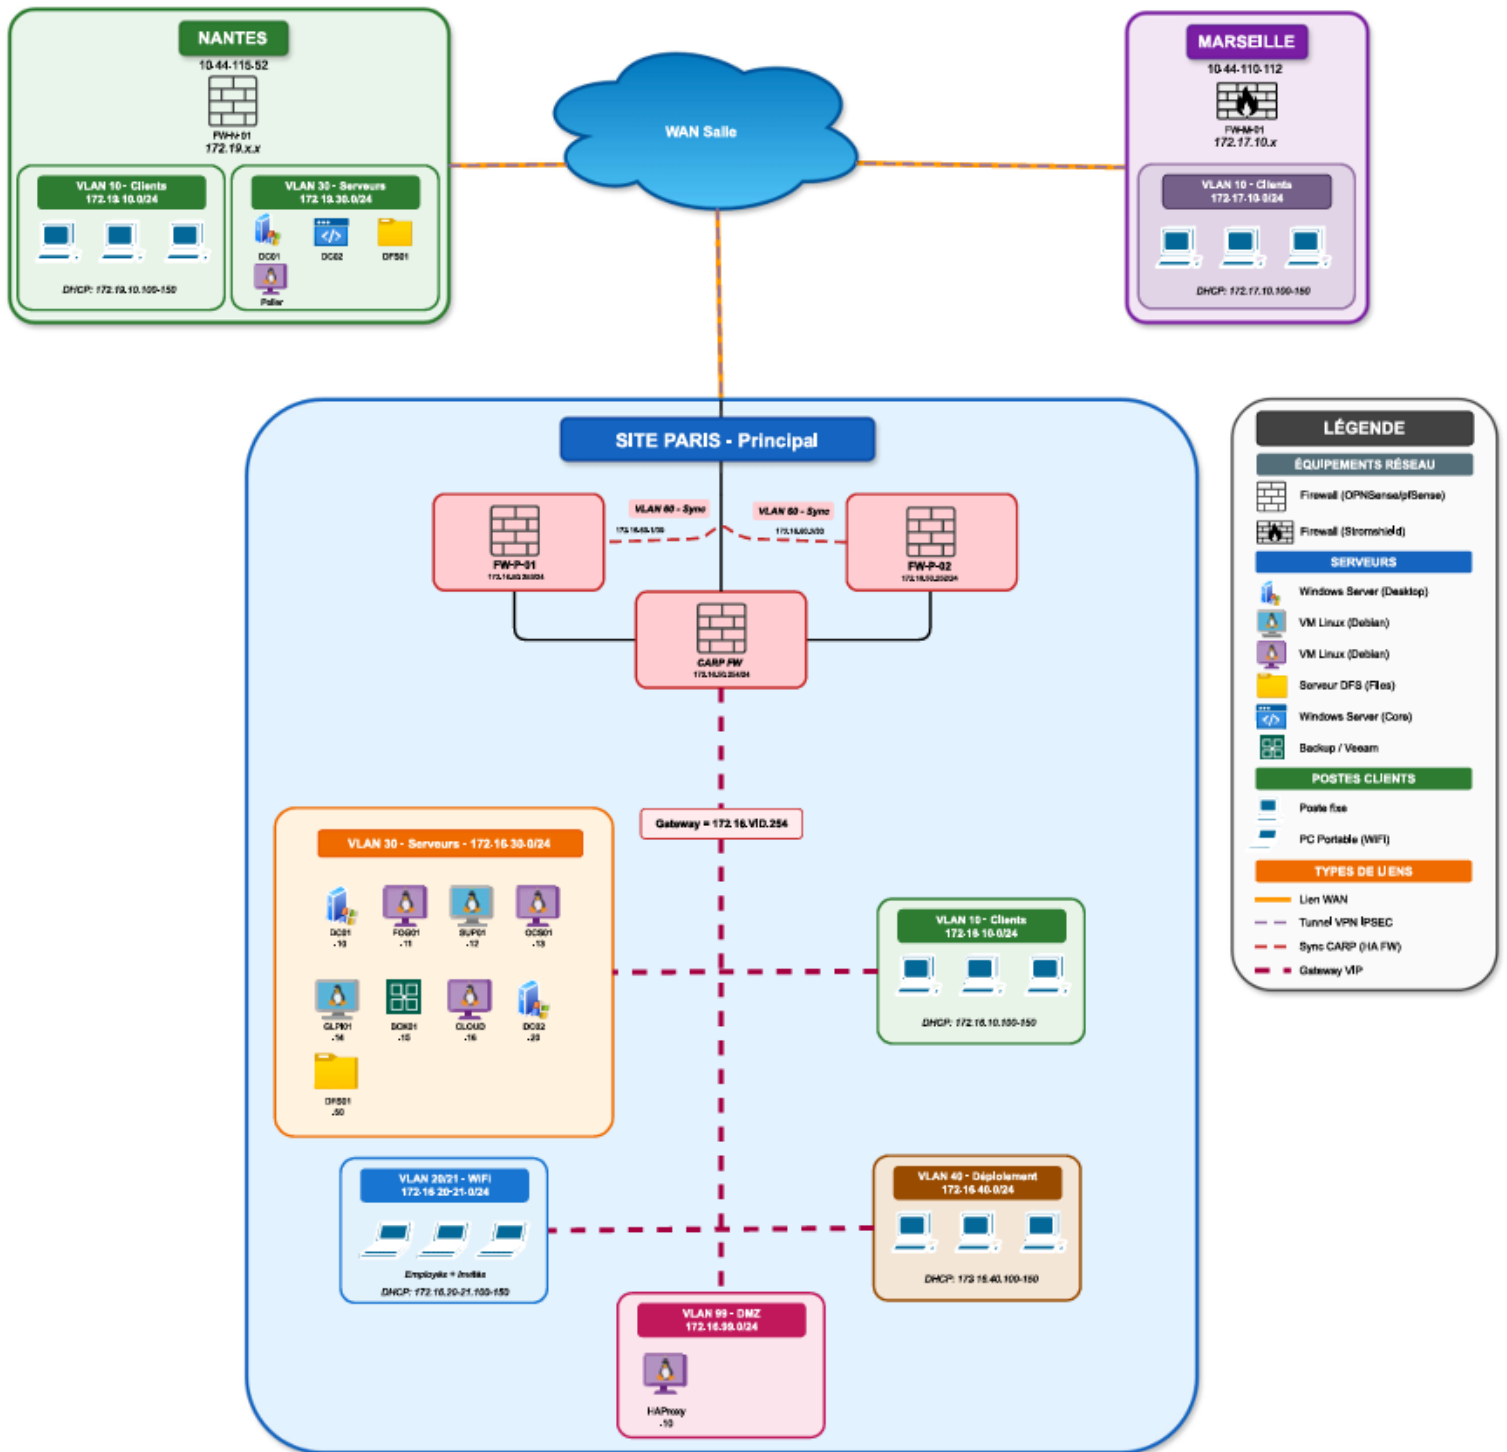 NANTES
10-44-115-52
FW-N-01
172.19.x.x
VLAN 10 - Clients
172.19.10.0/24
DHCP: 172.19.10.100-150
VLAN 30 - Serveurs
172.19.30.0/24
DC01
DC02
DFS01
WAN Salle
MARSEILLE
10-44-110-112
FW-M-01
172.17.10.x
VLAN 10 - Clients
172-17-10-0/24
DHCP: 172.17.10.100-150
SITE PARIS - Principal
VLAN 60 - Sync
VLAN 60 - Sync
FW-P-01
FW-P-02
CARP FW
Gateway = 172.16.VID.254
VLAN 30 - Serveurs - 172-16-30-0/24
DC01
.10
FOG01
.11
SUP01
.12
OCS01
.13
GLPI01
.14
.15
CLOUD
.16
DC02
.20
DFS01
.50
VLAN 10 - Clients
172-16-10-0/24
DHCP: 172.16.10.100-150
VLAN 20/21 - WiFi
172-16-20-21-0/24
Employés + Invités
DHCP: 172.16.20-21.100-150
VLAN 40 - Déploiement
172-16-40-0/24
VLAN 99 - DMZ
172.16.99.0/24
HAProxy
.10
LÉGENDE
ÉQUIPEMENTS RÉSEAU
Firewall (OPNSense/pfSense)
Firewall (Stromshield)
SERVEURS
Windows Server (Desktop)
VM Linux (Debian)
VM Linux (Debian)
Serveur DFS (Files)
Windows Server (Core)
Backup / Veeam
POSTES CLIENTS
Poste fixe
PC Portable (WiFi)
TYPES DE LIENS
Lien WAN
Tunnel VPN IPSEC
Sync CARP (HA FW)
Gateway VIP